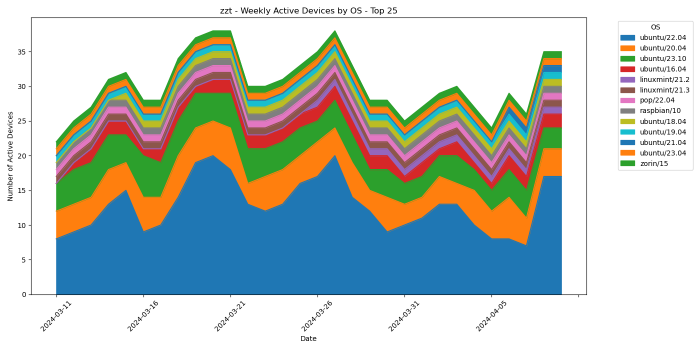 zzt - Weekly Active Devices by OS - Top 25
Number of Active Devices
35
30
25
20
15
10
5
0
2024-03-11
2024-03-16
2024-03-21
2024-03-26
2024-03-31
2024-04-05
Date
OS
ubuntu/22.04
ubuntu/20.04
ubuntu/23.10
ubuntu/16.04
linuxmint/21.2
linuxmint/21.3
pop/22.04
raspbian/10
ubuntu/18.04
ubuntu/19.04
ubuntu/21.04
ubuntu/23.04
zorin/15